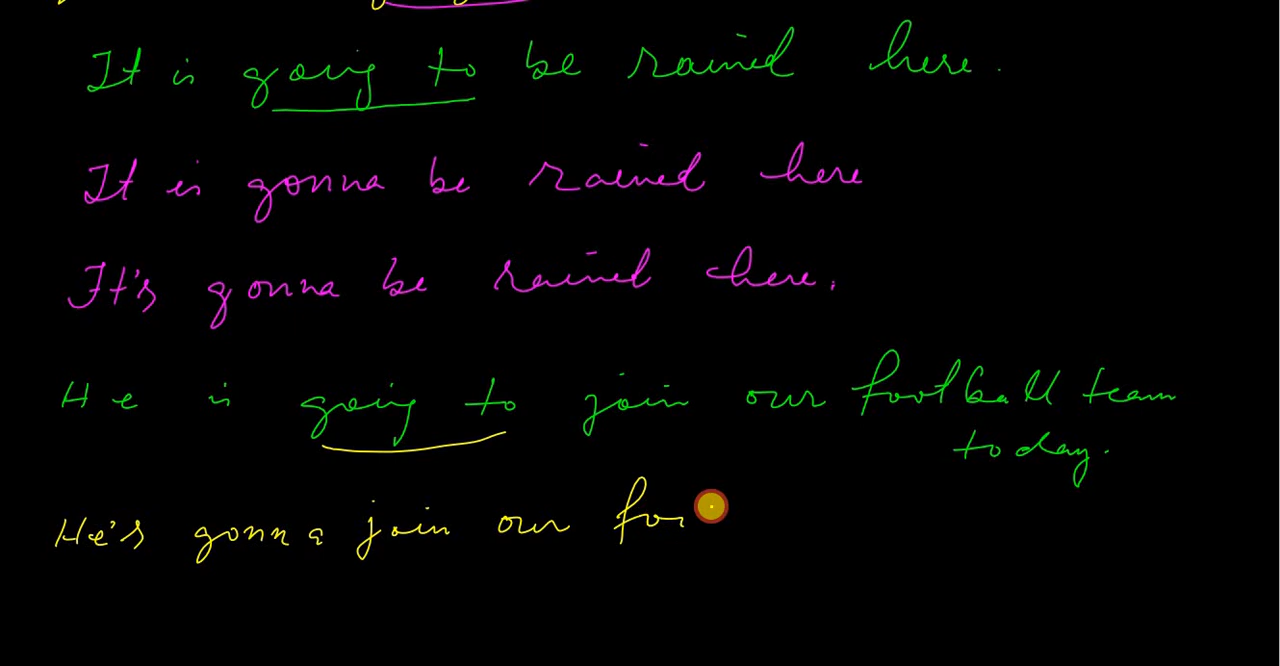 It is going to be rained here.
It is gonna be rained here
It's gonna be rained here.
He is going to join our football team
today.
He's gonna join our foo